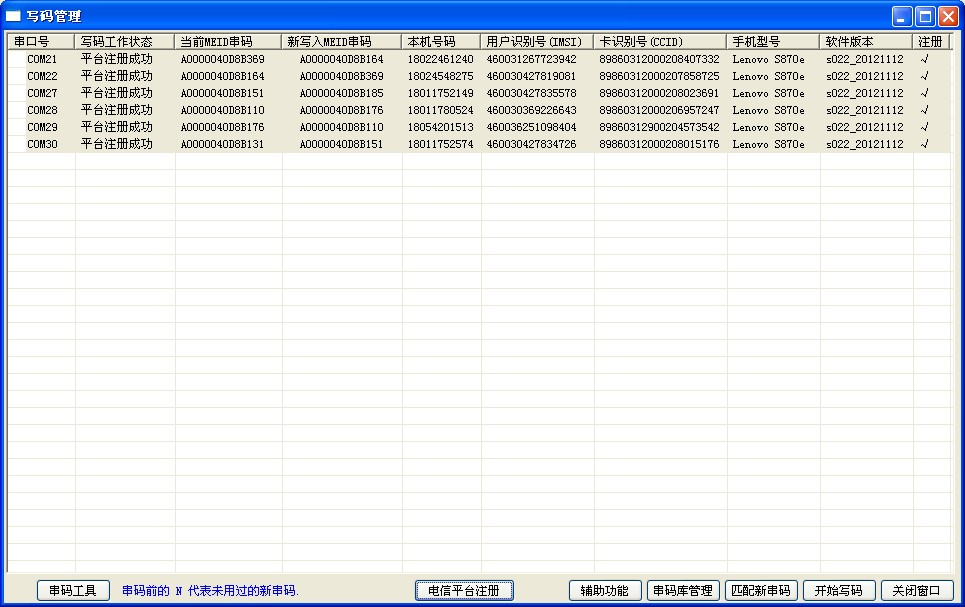 写码管理
串口号 写码工作状态 当前MEID串码 新写入MEID串码 本机号码 用户识别号(IMSI) 卡识别号(CCID) 手机型号 软件版本 注册
COM21 平台注册成功 A0000040D8B369 A0000040D8B164 18022461240 460031267723942 89860312000208407332 Lenovo S870e s022_20121112 √
COM22 平台注册成功 A0000040D8B164 A0000040D8B369 18024548275 460030427819081 89860312000207858725 Lenovo S870e s022_20121112 √
COM27 平台注册成功 A0000040D8B151 A0000040D8B185 18011752149 460030427835578 89860312000208023691 Lenovo S870e s022_20121112 √
COM28 平台注册成功 A0000040D8B110 A0000040D8B176 18011780524 460030369226643 89860312000206957247 Lenovo S870e s022_20121112 √
COM29 平台注册成功 A0000040D8B176 A0000040D8B110 18054201513 460036251098404 89860312900204573542 Lenovo S870e s022_20121112 √
COM30 平台注册成功 A0000040D8B131 A0000040D8B151 18011752574 460030427834726 89860312000208015176 Lenovo S870e s022_20121112 √
串码工具 串码前的 N 代表未用过的新串码. 电信平台注册 辅助功能 串码库管理 匹配新串码 开始写码 关闭窗口